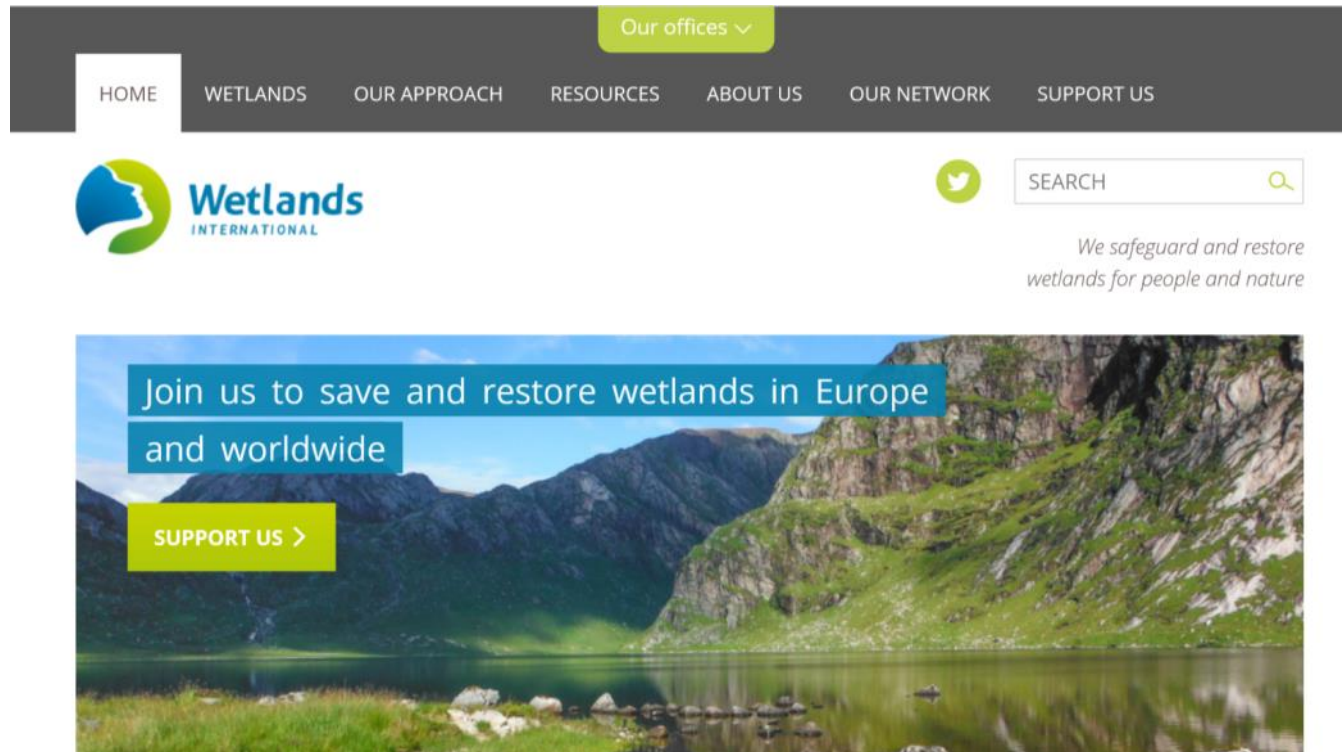 Our offices
HOME WETLANDS OUR APPROACH RESOURCES ABOUT US OUR NETWORK SUPPORT US
Wetlands
INTERNATIONAL
SEARCH
We safeguard and restore
wetlands for people and nature
Join us to save and restore wetlands in Europe
and worldwide
SUPPORT US